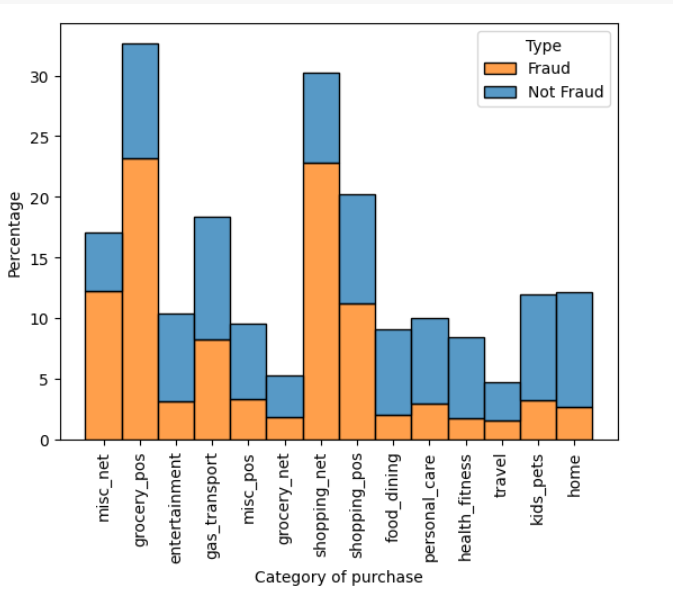 Type
Fraud
Not Fraud
30
25
20
15
10
5
0
Percentage
misc_net
grocery_pos
entertainment
gas_transport
misc_pos
grocery_net
shopping_net
shopping_pos
food_dining
personal_care
health_fitness
travel
kids_pets
home
Category of purchase